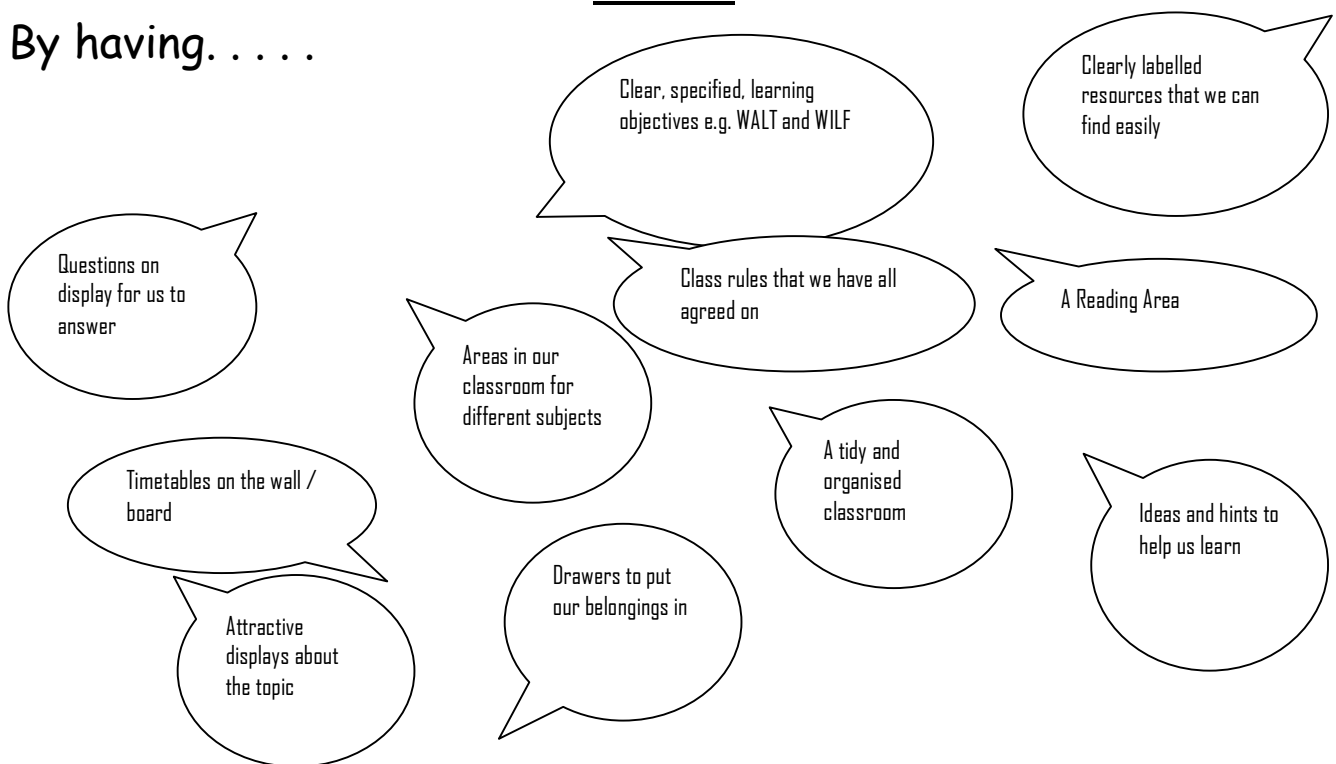 By having. . . . .
Clear, specified, learning
objectives e.g. WALT and WILF
Clearly labelled
resources that we can
find easily
Questions on
display for us to
answer
Class rules that we have all
agreed on
A Reading Area
Areas in our
classroom for
different subjects
A tidy and
organised
classroom
Timetables on the wall /
board
Ideas and hints to
help us learn
Drawers to put
our belongings in
Attractive
displays about
the topic